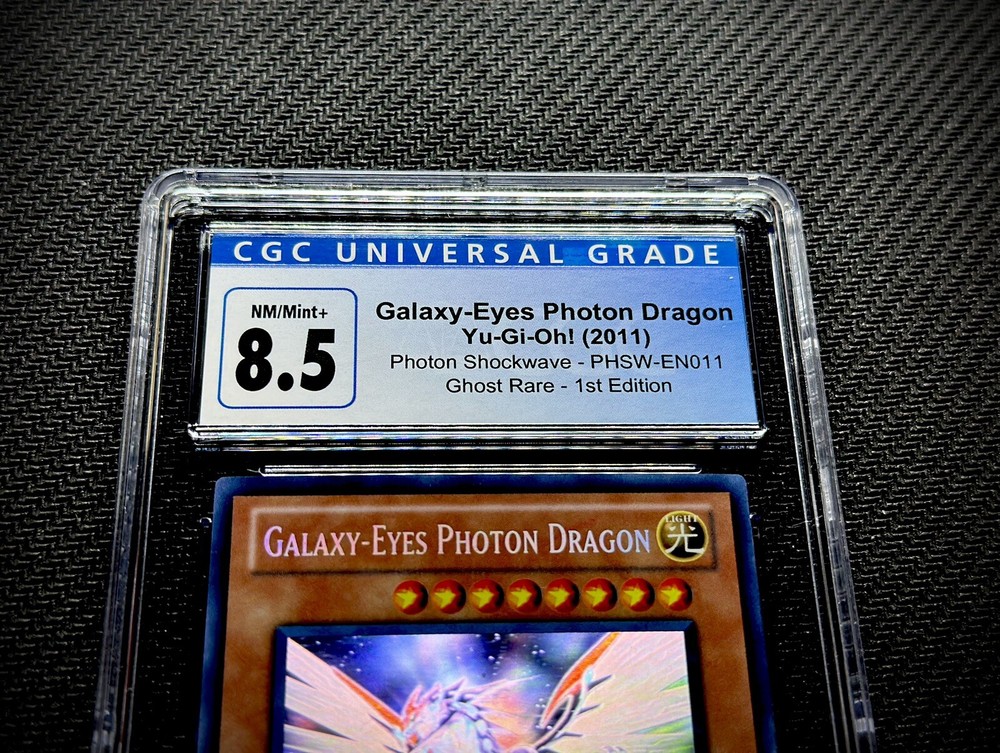 CGC UNIVERSAL GRADE
NM/Mint+
8.5
Galaxy-Eyes Photon Dragon
Yu-Gi-Oh! (2011)
Photon Shockwave - PHSW-EN011
Ghost Rare - 1st Edition
GALAXY-EYES PHOTON DRAGON
LIGHT
光